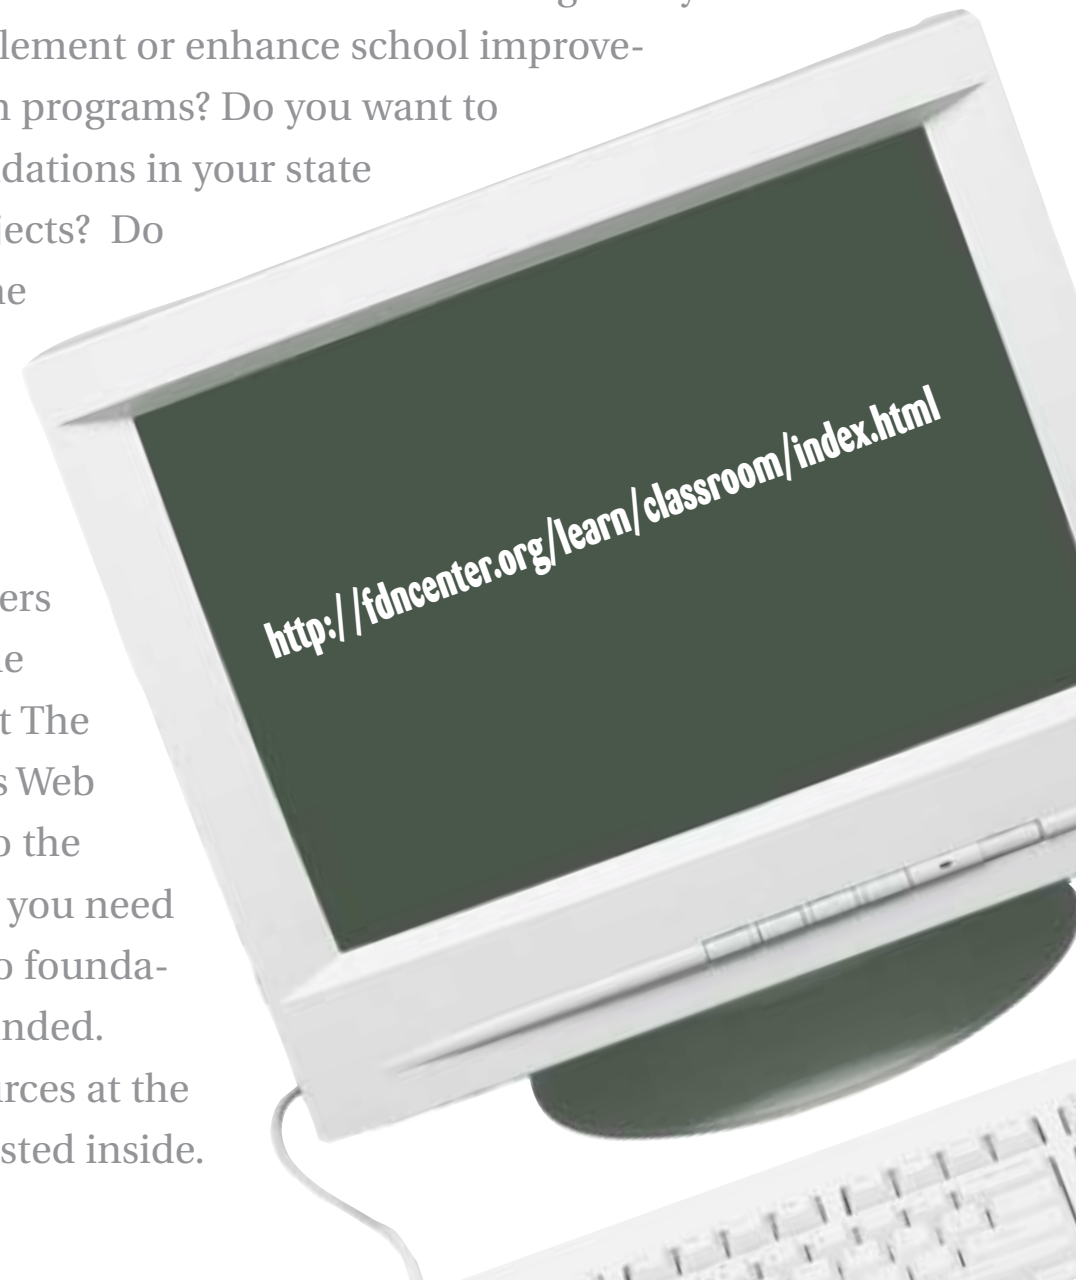 lement or enhance school improve-
programs? Do you want to
dations in your state
jects? Do
ne
http://fdncenter.org/learn/classroom/index.html
ers
t The
s Web
the
you need
founda-
nded.
rces at the
sted inside.